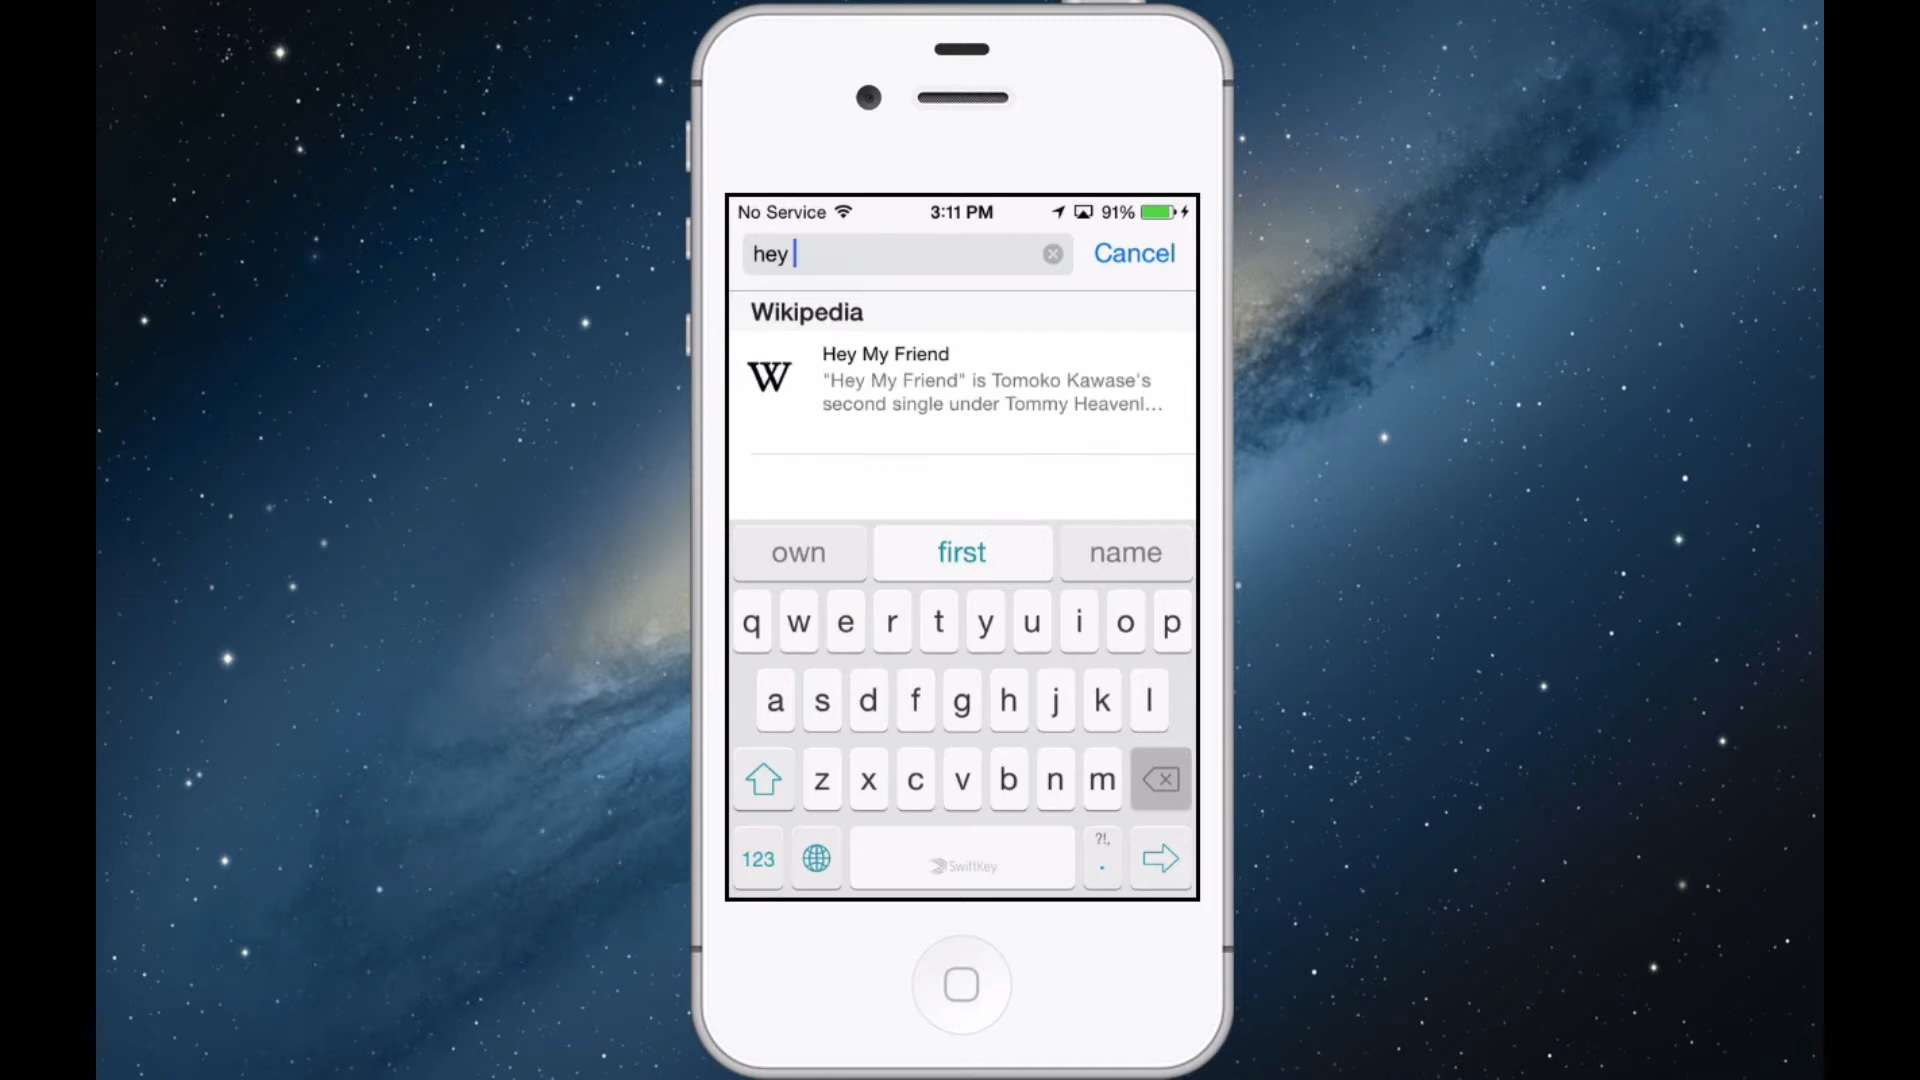 No Service 3:11 PM 91%
hey Cancel
Wikipedia
Hey My Friend
W "Hey My Friend" is Tomoko Kawase's
second single under Tommy Heavenl...
own first name
q w e r t y u i o p
a s d f g h j k l
z x c v b n m
?!,
123 SwiftKey .